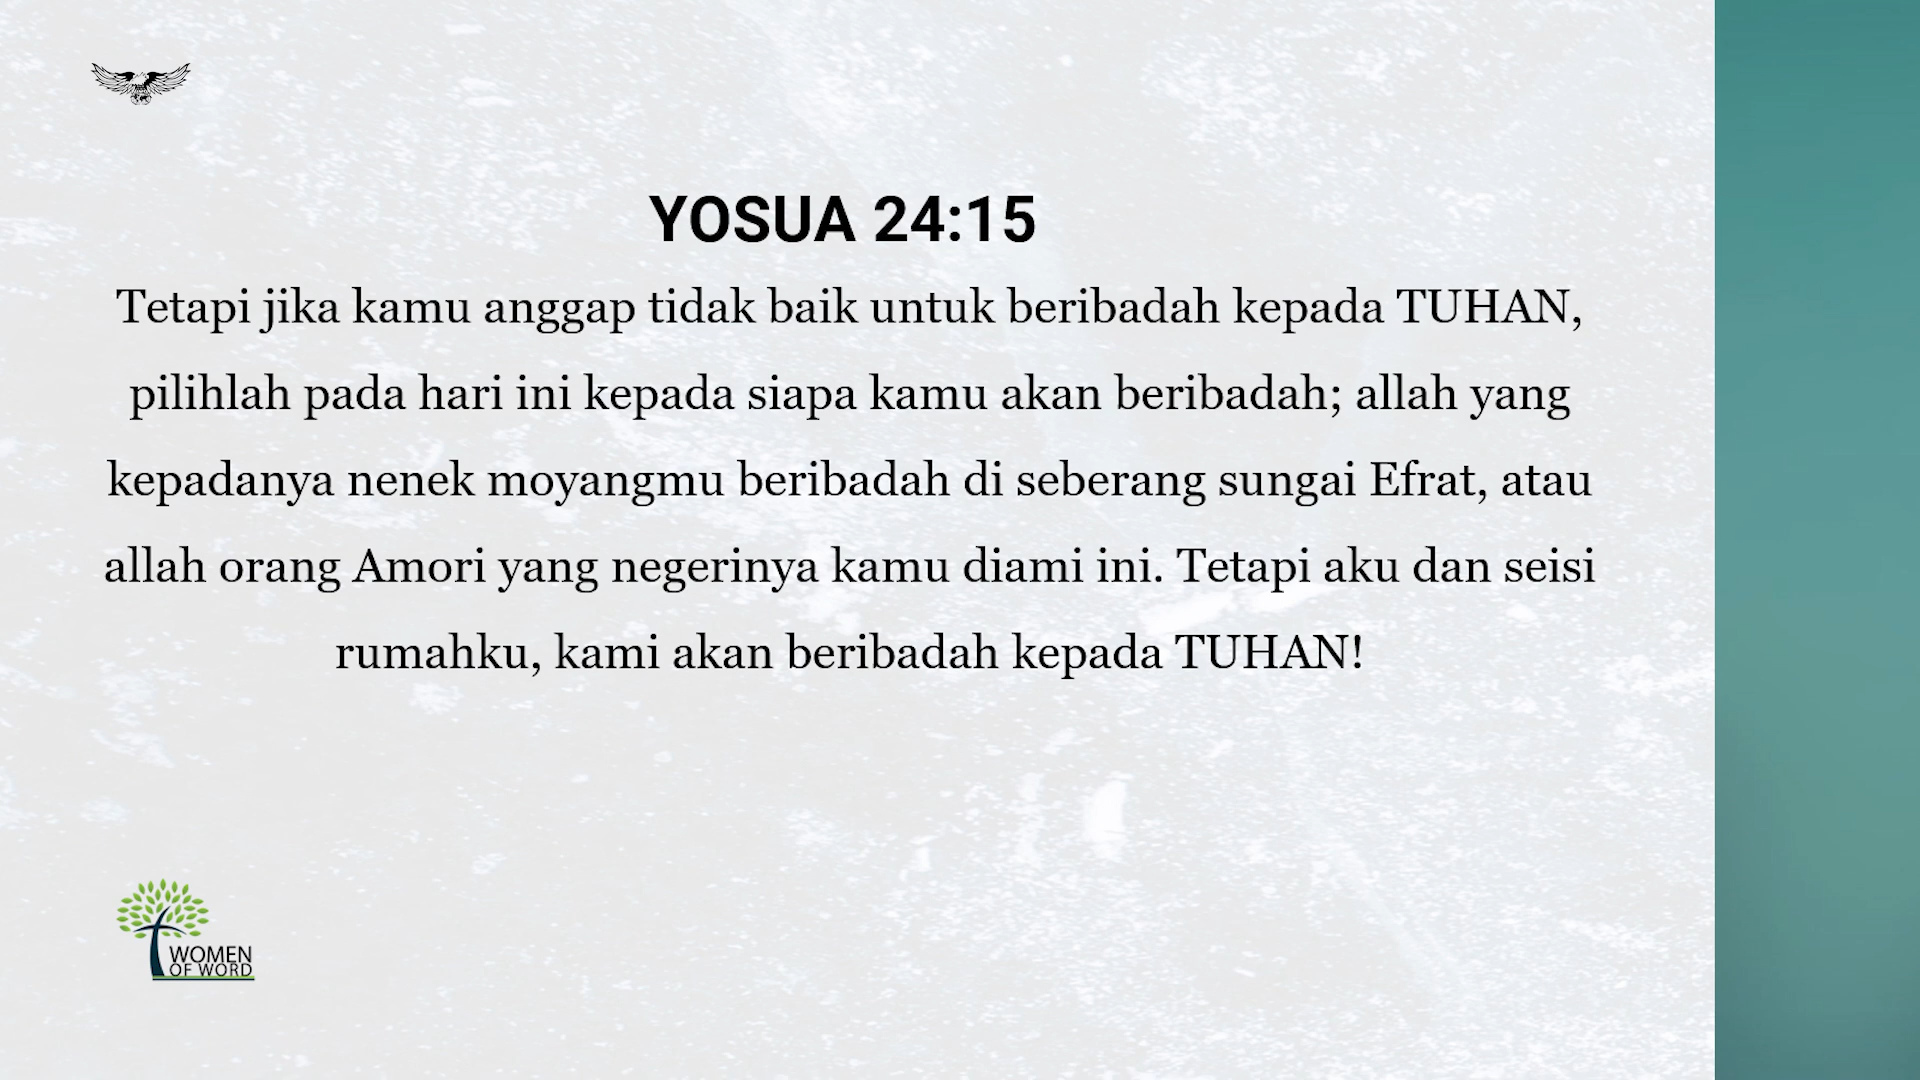 YOSUA 24:15
Tetapi jika kamu anggap tidak baik untuk beribadah kepada TUHAN,
pilihlah pada hari ini kepada siapa kamu akan beribadah; allah yang
kepadanya nenek moyangmu beribadah di seberang sungai Efrat, atau
allah orang Amori yang negerinya kamu diami ini. Tetapi aku dan seisi
rumahku, kami akan beribadah kepada TUHAN!
WOMEN
OF WORD